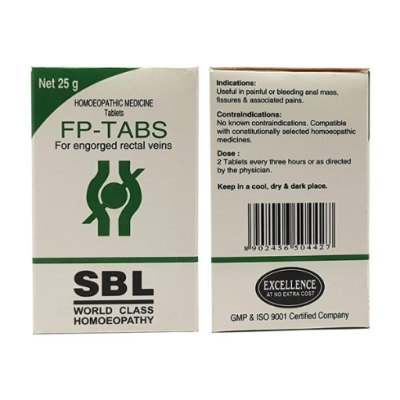 Net 25 g
HOMOEOPATHIC MEDICINE
Tablets
FP-TABS
For engorged rectal veins
SBL
WORLD CLASS
HOMOEOPATHY
Indications:
Useful in painful or bleeding anal mass,
fissures & associated pains.
Contraindications:
No known contraindications. Compatible
with constitutionally selected homoeopathic
medicines.
Dose :
2 Tablets every three hours or as directed
by the physician.
Keep in a cool, dry & dark place.
8 902456 504427
EXCELLENCE
AT NO EXTRA COST
GMP & ISO 9001 Certified Company